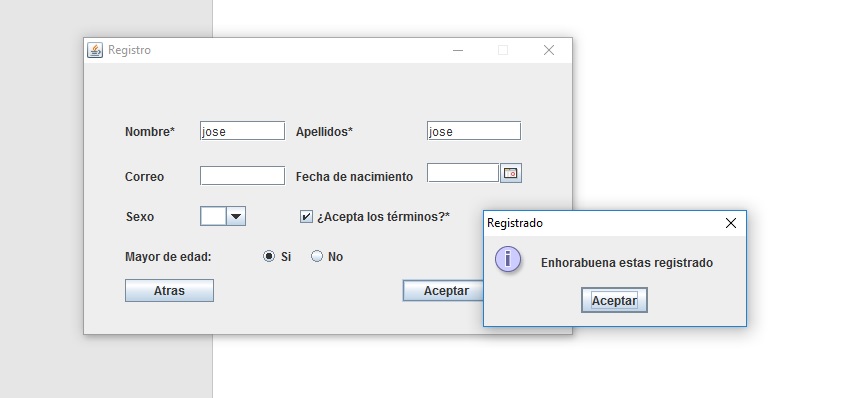 Registro
Nombre* jose Apellidos* jose
Correo Fecha de nacimiento
Sexo ¿Acepta los términos?*
Mayor de edad: Si No
Atras Aceptar
Registrado
Enhorabuena estas registrado
Aceptar